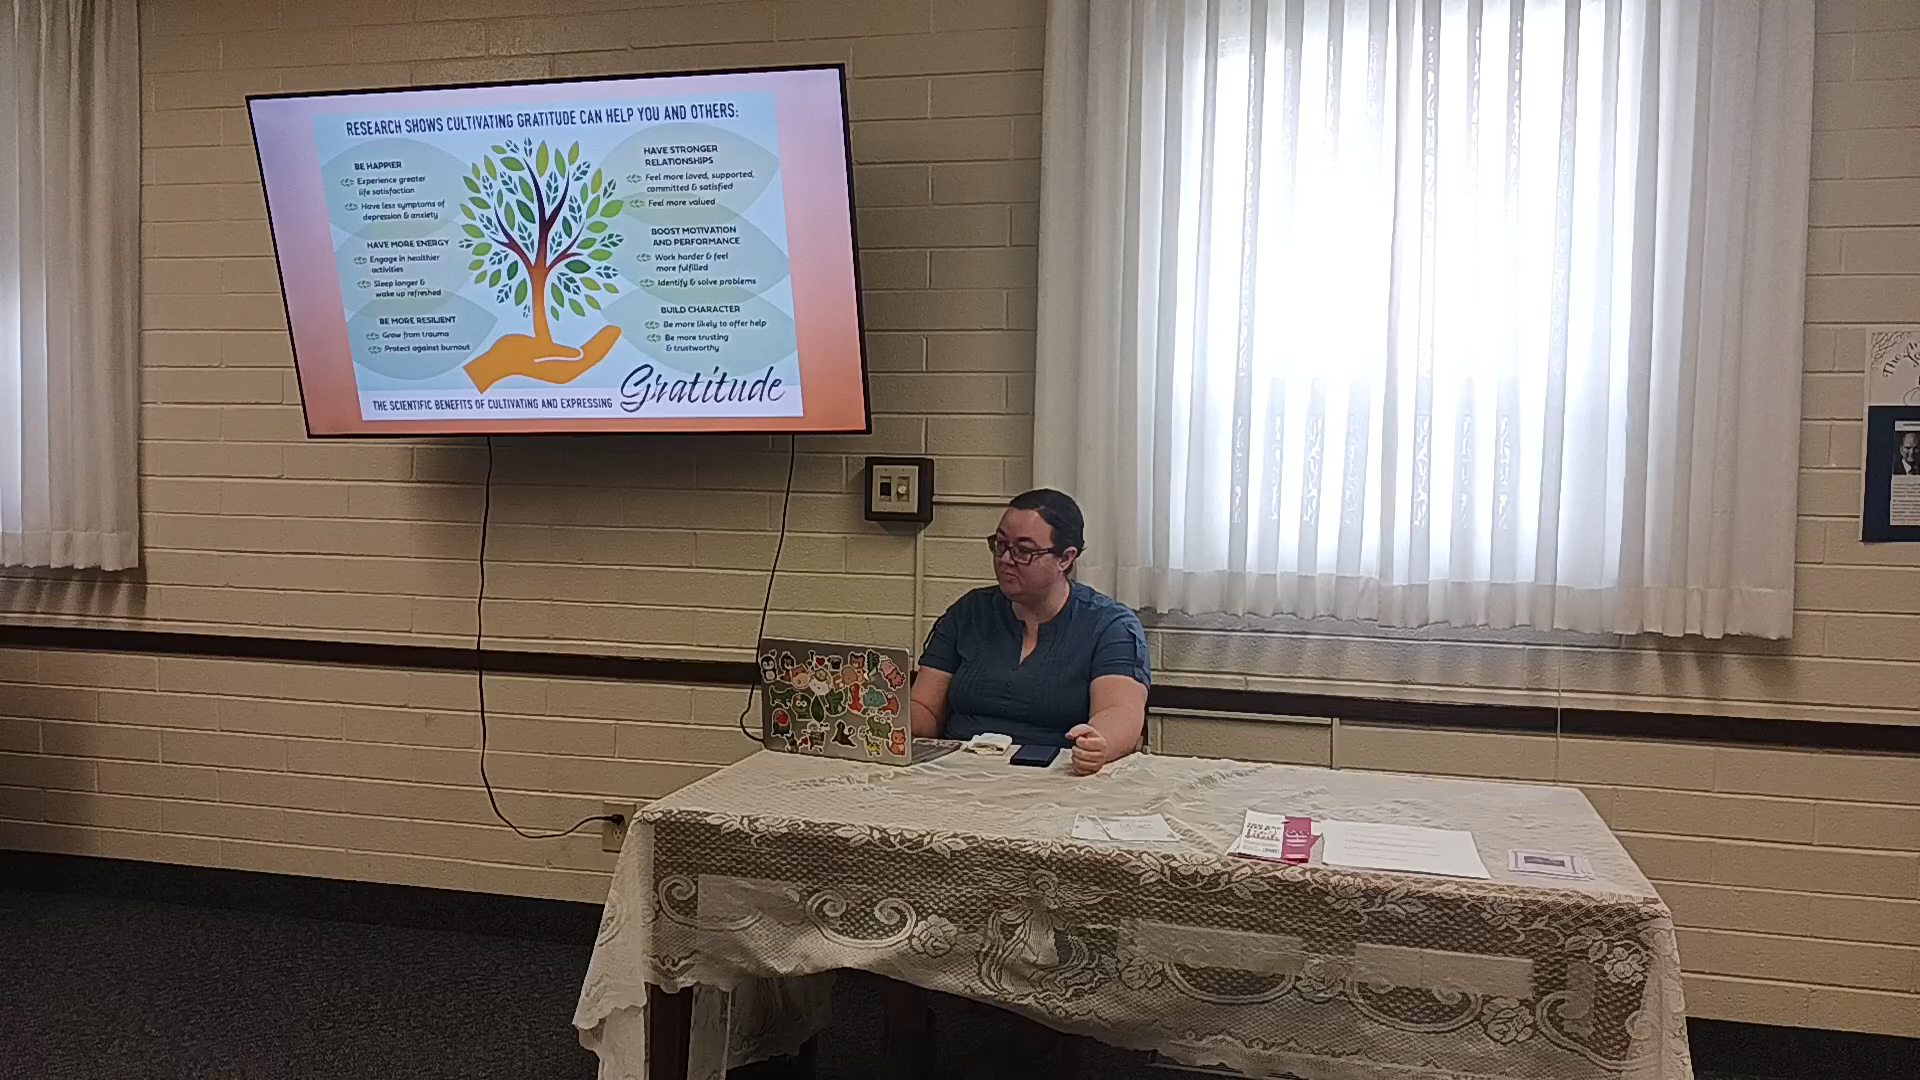 RESEARCH SHOWS CULTIVATING GRATITUDE CAN HELP YOU AND OTHERS:
BE HAPPIER
Experience greater
life satisfaction
Have less symptoms of
depression & anxiety
HAVE MORE ENERGY
Engage in healthier
activities
Sleep longer &
wake up refreshed
BE MORE RESILIENT
Grow from trauma
Protect against burnout
HAVE STRONGER
RELATIONSHIPS
Feel more loved, supported,
committed & satisfied
Feel more valued
BOOST MOTIVATION
AND PERFORMANCE
Work harder & feel
more fulfilled
Identify & solve problems
BUILD CHARACTER
Be more likely to offer help
Be more trusting
& trustworthy
THE SCIENTIFIC BENEFITS OF CULTIVATING AND EXPRESSING Gratitude
The